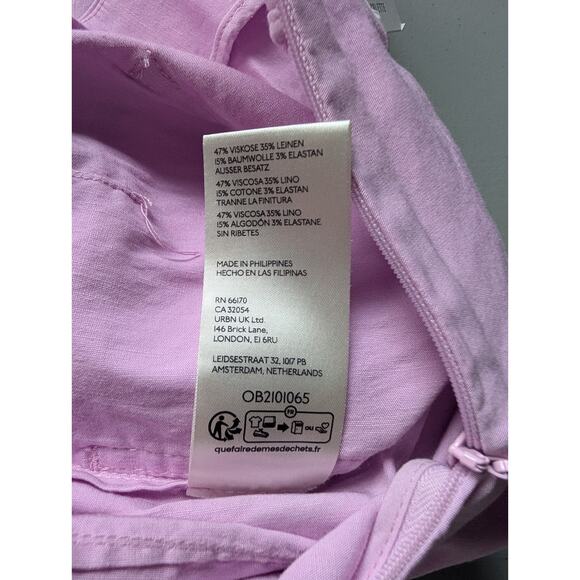 47% VISKOSE 35% LEINEN
15% BAUMWOLLE 3% ELASTAN
AUSSER BESATZ
47% VISCOSA 35% LINO
15% COTONE 3% ELASTAN
TRANNE LA FINITURA
47% VISCOSA 35% LINO
15% ALGODÓN 3% ELASTANE
SIN RIBETES
MADE IN PHILIPPINES
HECHO EN LAS FILIPINAS
RN 66170
CA 32054
URBN UK Ltd.
146 Brick Lane,
LONDON, E1 6RU
LEIDSESTRAAT 32, 1017 PB
AMSTERDAM, NETHERLANDS
OB2101065
FR
OU
quefairedemesdechets.fr